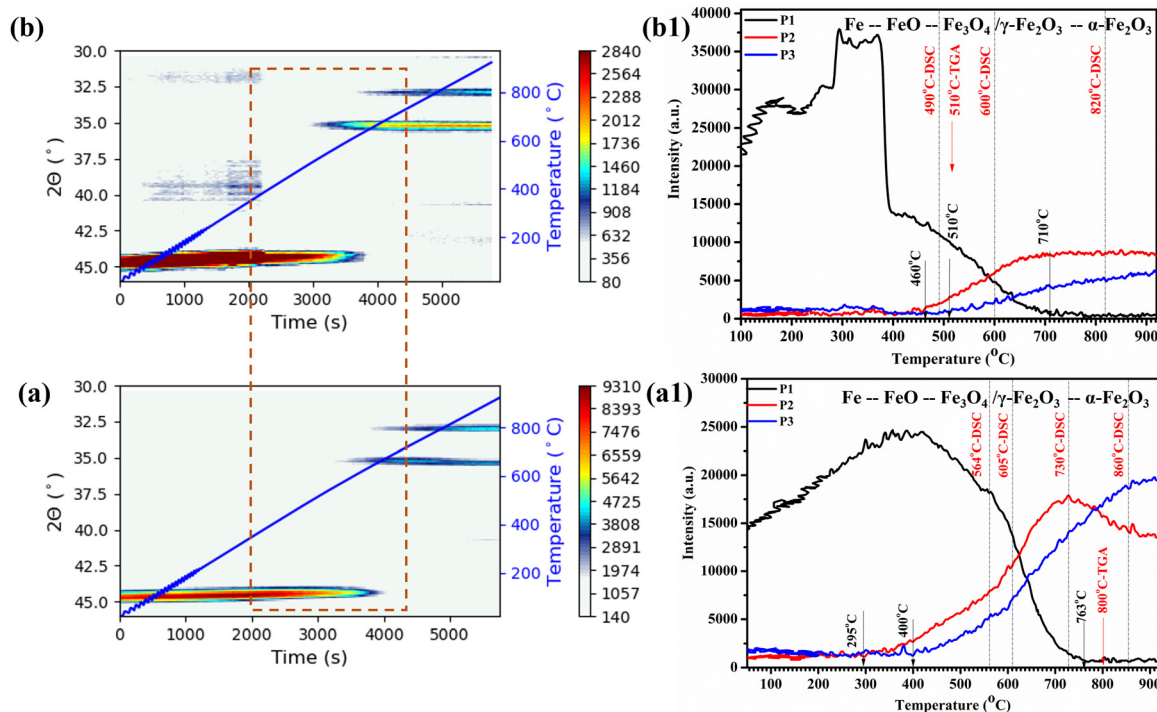 (b)
30.0
32.5
35.0
37.5
40.0
42.5
45.0
2Θ (°)
0 1000 2000 3000 4000 5000
Time (s)
800
600
400
200
Temperature (°C)
2840
2564
2288
2012
1736
1460
1184
908
632
356
80
(b1)
40000
35000
30000
25000
20000
15000
10000
5000
0
Intensity (a.u.)
P1
P2
P3
Fe -- FeO -- Fe₃O₄ /γ-Fe₂O₃ -- α-Fe₂O₃
490°C-DSC
510°C-TGA
600°C-DSC
820°C-DSC
460°C
510°C
710°C
100 200 300 400 500 600 700 800 900
Temperature (°C)
(a)
30.0
32.5
35.0
37.5
40.0
42.5
45.0
2Θ (°)
0 1000 2000 3000 4000 5000
Time (s)
800
600
400
200
Temperature (°C)
9310
8393
7476
6559
5642
4725
3808
2891
1974
1057
140
(a1)
30000
25000
20000
15000
10000
5000
0
Intensity (a.u.)
P1
P2
P3
Fe -- FeO -- Fe₃O₄ /γ-Fe₂O₃ -- α-Fe₂O₃
564°C-DSC
605°C-DSC
730°C-DSC
860°C-DSC
295°C
400°C
763°C
800°C-TGA
100 200 300 400 500 600 700 800 900
Temperature (°C)